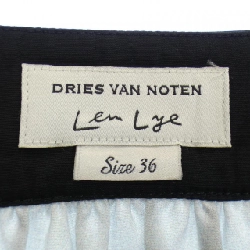 DRIES VAN NOTEN
Len Lye
Size 36